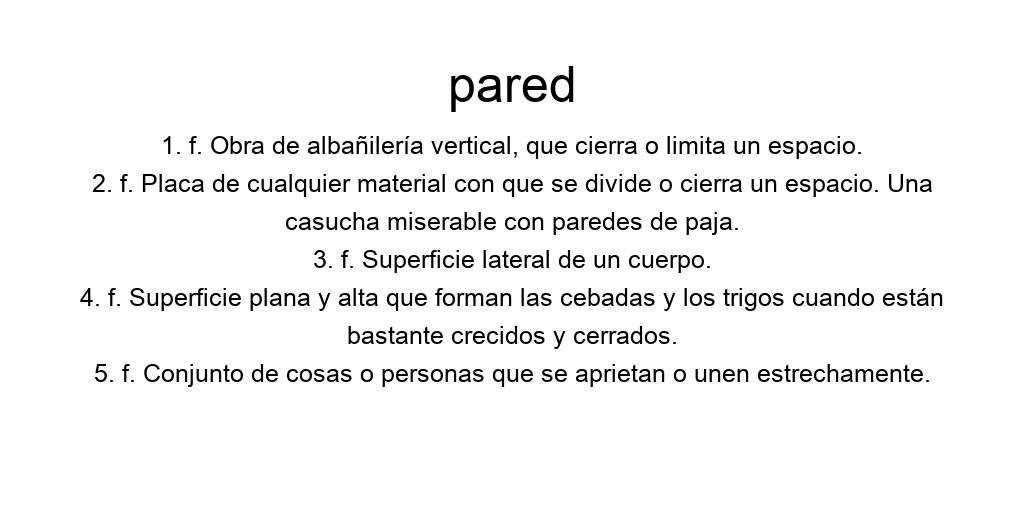 pared
1. f. Obra de albañilería vertical, que cierra o limita un espacio.
2. f. Placa de cualquier material con que se divide o cierra un espacio. Una
casucha miserable con paredes de paja.
3. f. Superficie lateral de un cuerpo.
4. f. Superficie plana y alta que forman las cebadas y los trigos cuando están
bastante crecidos y cerrados.
5. f. Conjunto de cosas o personas que se aprietan o unen estrechamente.